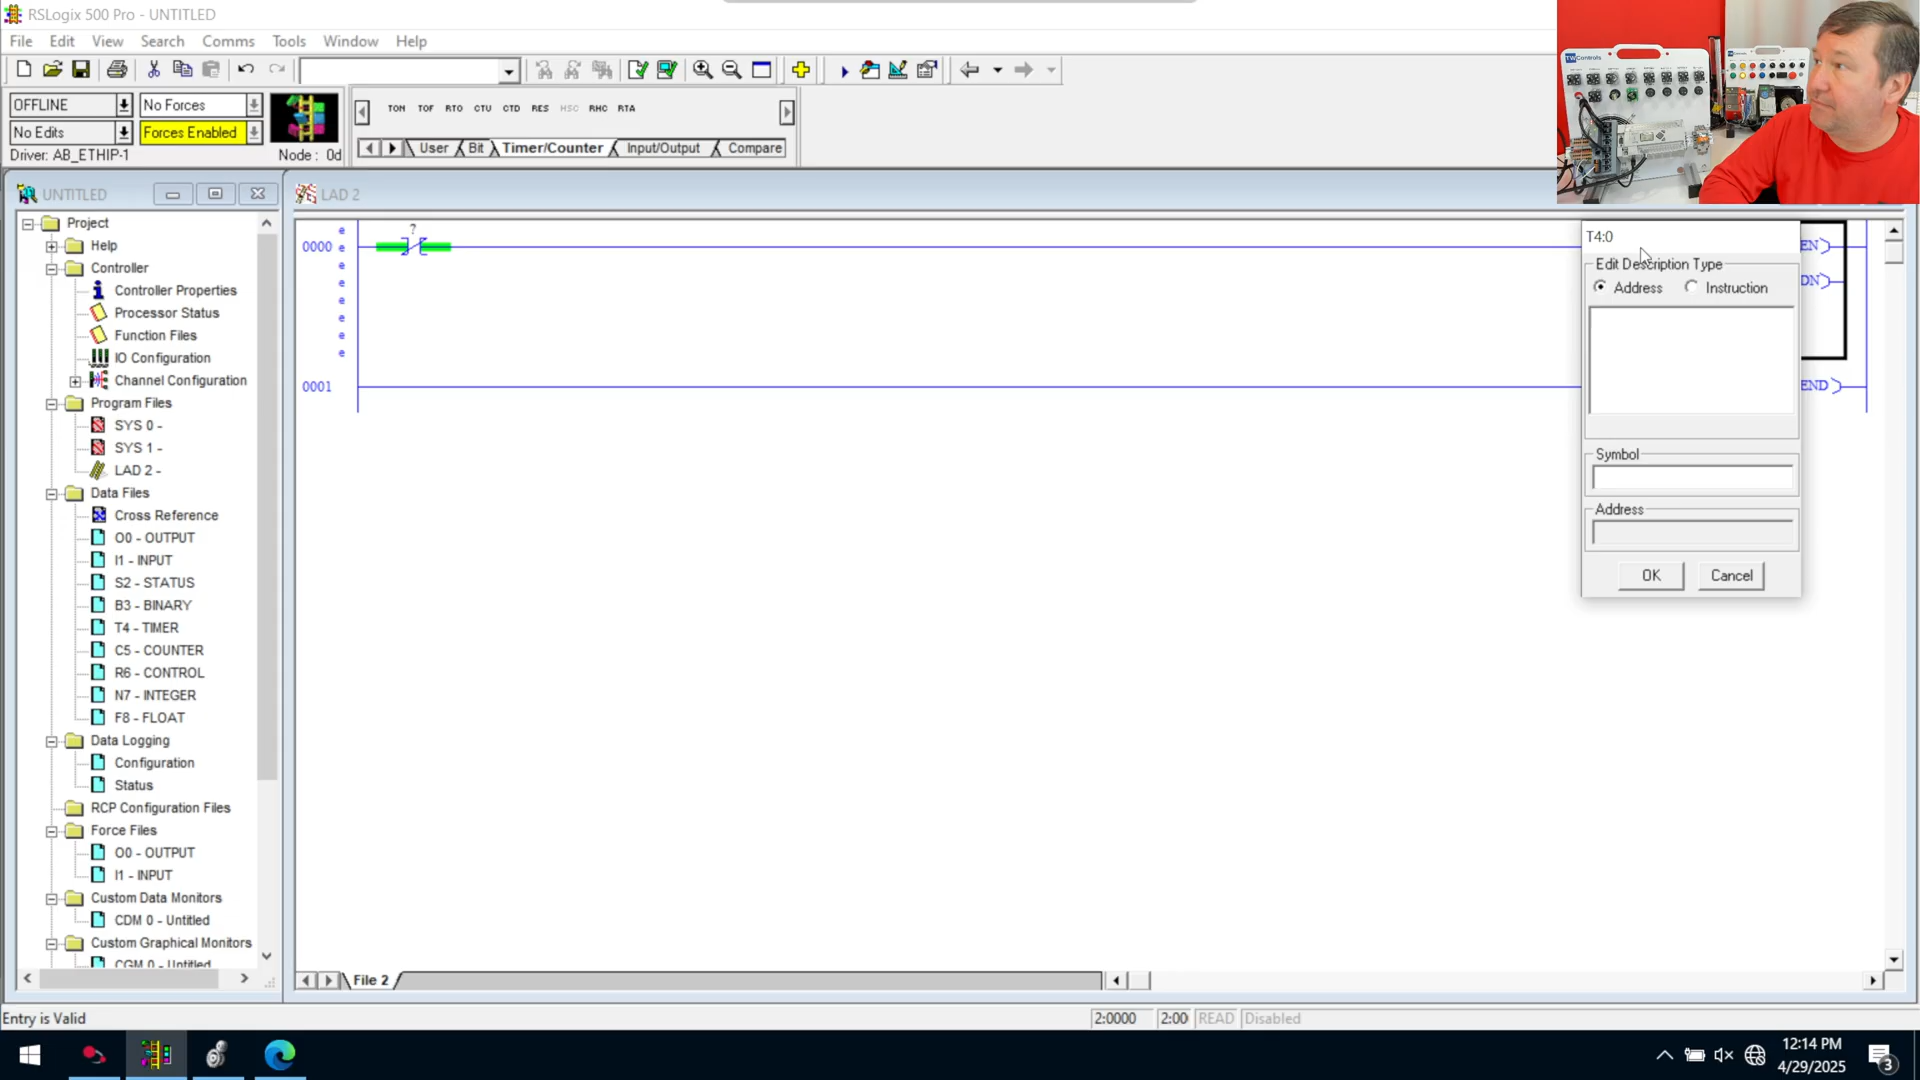 RSLogix 500 Pro - UNTITLED
File Edit View Search Comms Tools Window Help
OFFLINE No Forces
No Edits Forces Enabled
Driver: AB_ETHIP-1 Node : 0d
TON TOF RTO CTU CTD RES HSC RHC RTA
User Bit Timer/Counter Input/Output Compare
TWControls
UNTITLED
Project
Help
Controller
Controller Properties
Processor Status
Function Files
IO Configuration
Channel Configuration
Program Files
SYS 0 -
SYS 1 -
LAD 2 -
Data Files
Cross Reference
O0 - OUTPUT
I1 - INPUT
S2 - STATUS
B3 - BINARY
T4 - TIMER
C5 - COUNTER
R6 - CONTROL
N7 - INTEGER
F8 - FLOAT
Data Logging
Configuration
Status
RCP Configuration Files
Force Files
O0 - OUTPUT
I1 - INPUT
Custom Data Monitors
CDM 0 - Untitled
Custom Graphical Monitors
CGM 0 - Untitled
LAD 2
?
e
0000 e
e
e
e
e
e
e
0001
EN
DN
END
T4:0
Edit Description Type
Address Instruction
Symbol
Address
OK Cancel
File 2
Entry is Valid 2:0000 2:00 READ Disabled
12:14 PM
4/29/2025
3